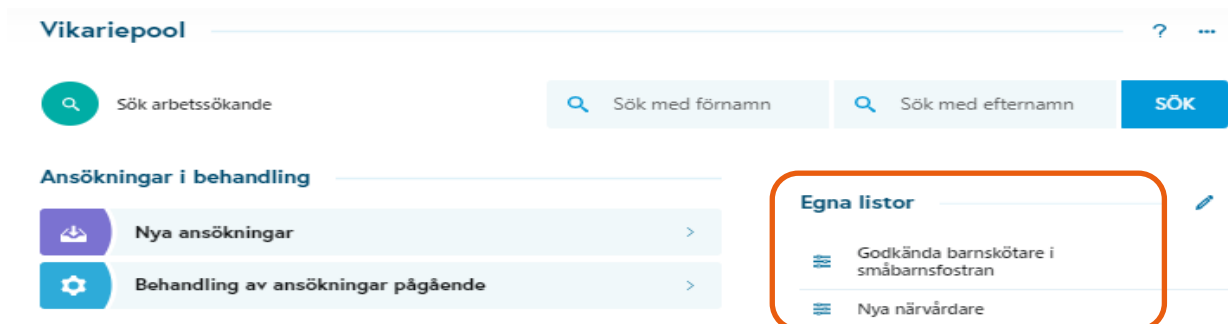 Vikariepool
? ...
Sök arbetssökande
Sök med förnamn
Sök med efternamn
SÖK
Ansökningar i behandling
Nya ansökningar >
Behandling av ansökningar pågående >
Egna listor
Godkända barnskötare i
småbarnsfostran
Nya närvårdare